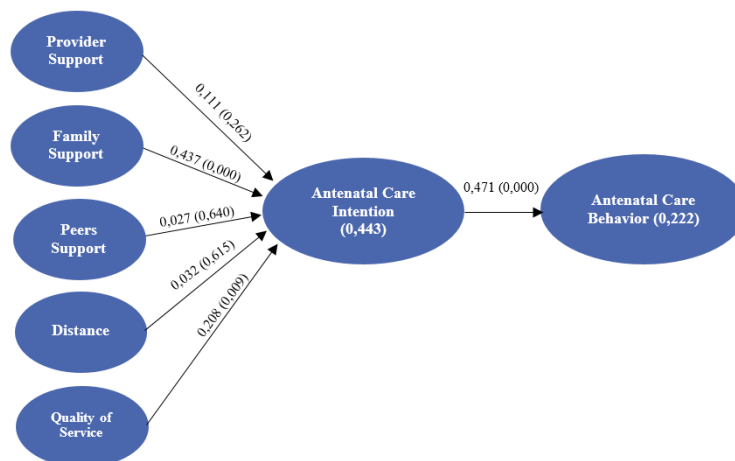 Provider
Support
0,111 (0,262)
Family
Support
0,437 (0,000)
Peers
Support
0,027 (0,640)
Distance
0,032 (0,615)
Quality of
Service
0,208 (0,009)
Antenatal Care
Intention
(0,443)
0,471 (0,000)
Antenatal Care
Behavior (0,222)